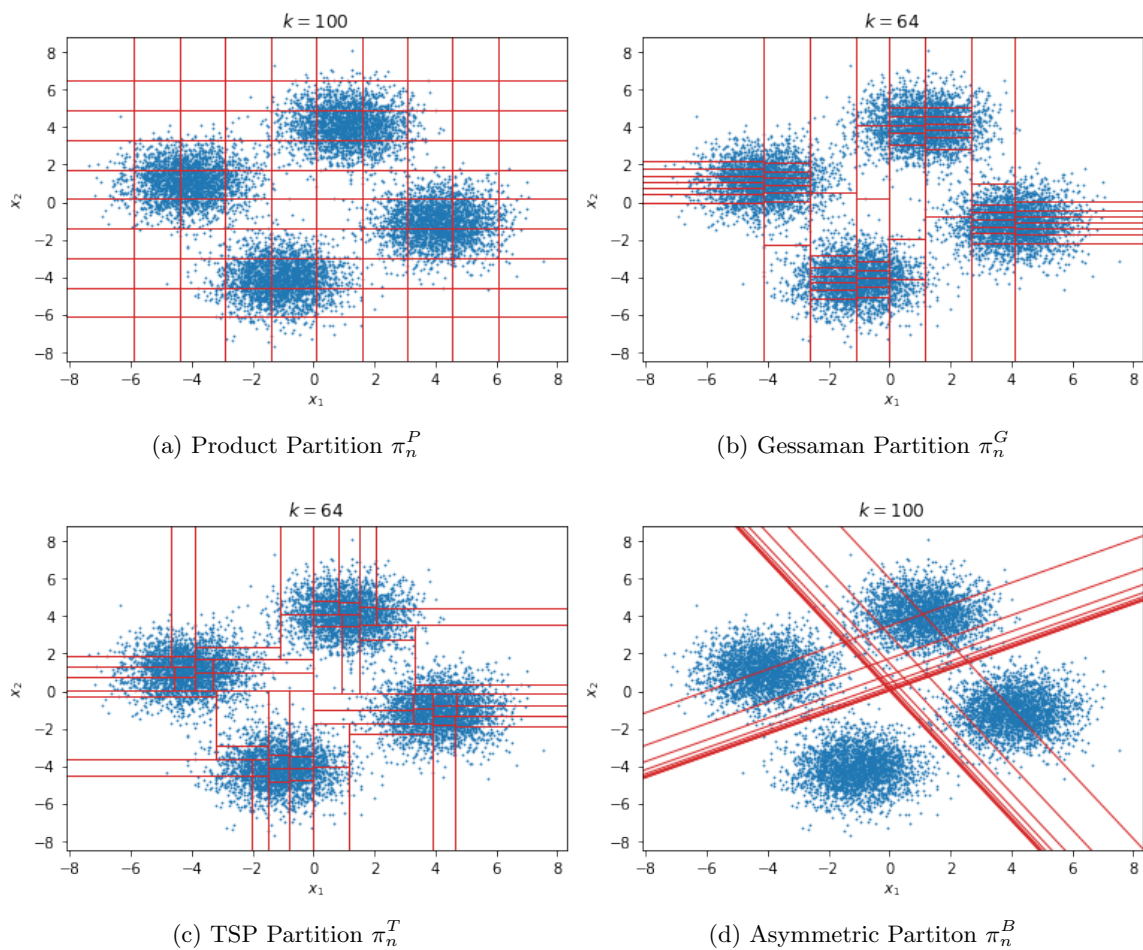 k = 100
8
6
4
2
0
−2
−4
−6
−8
x₂
−8 −6 −4 −2 0 2 4 6 8
x₁
(a) Product Partition πₙᴾ
k = 64
8
6
4
2
0
−2
−4
−6
−8
x₂
−8 −6 −4 −2 0 2 4 6 8
x₁
(b) Gessaman Partition πₙᴳ
k = 64
8
6
4
2
0
−2
−4
−6
−8
x₂
−8 −6 −4 −2 0 2 4 6 8
x₁
(c) TSP Partition πₙᵀ
k = 100
8
6
4
2
0
−2
−4
−6
−8
x₂
−8 −6 −4 −2 0 2 4 6 8
x₁
(d) Asymmetric Partiton πₙᴮ